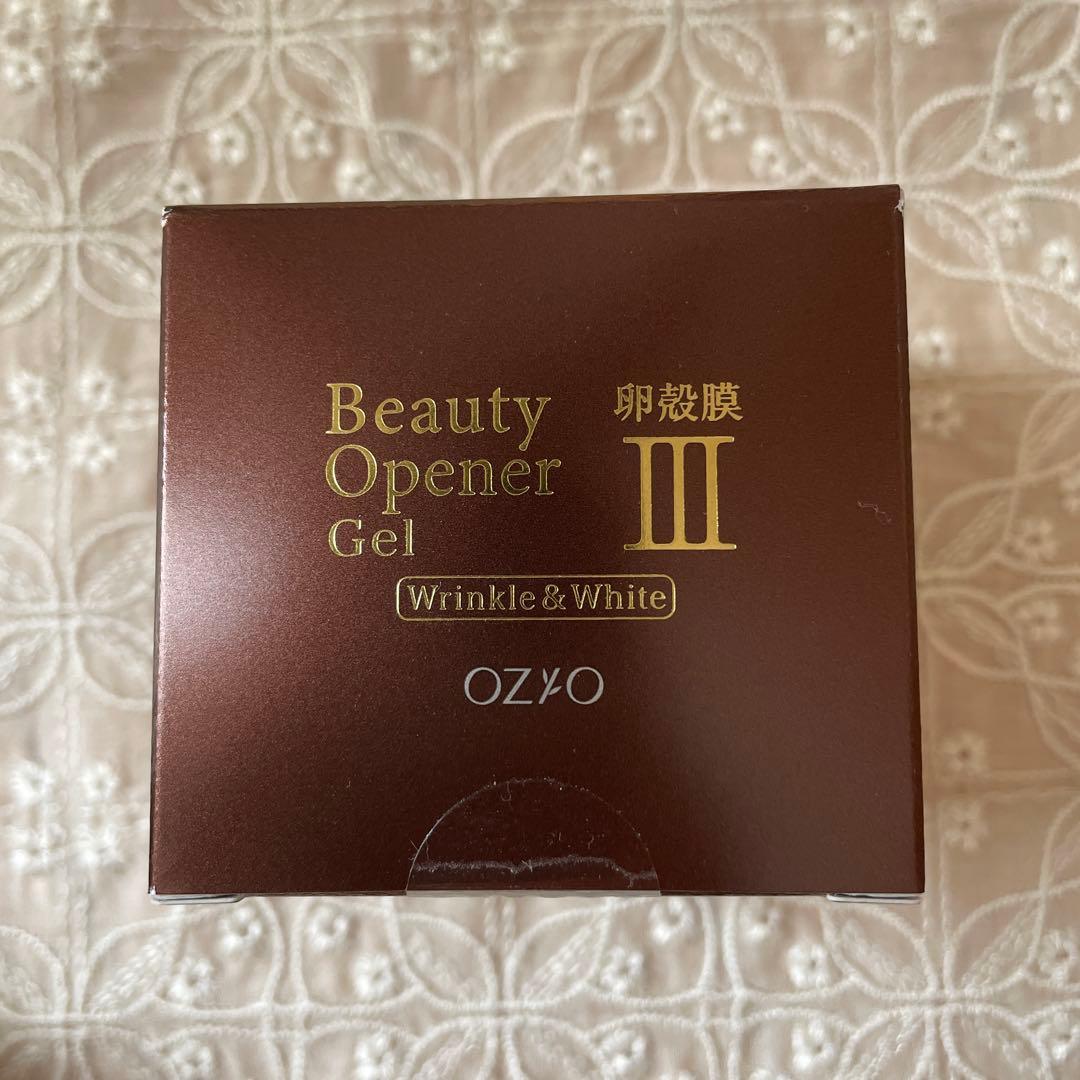 Beauty
Opener
Gel
卵殻膜
III
Wrinkle & White
OZIO